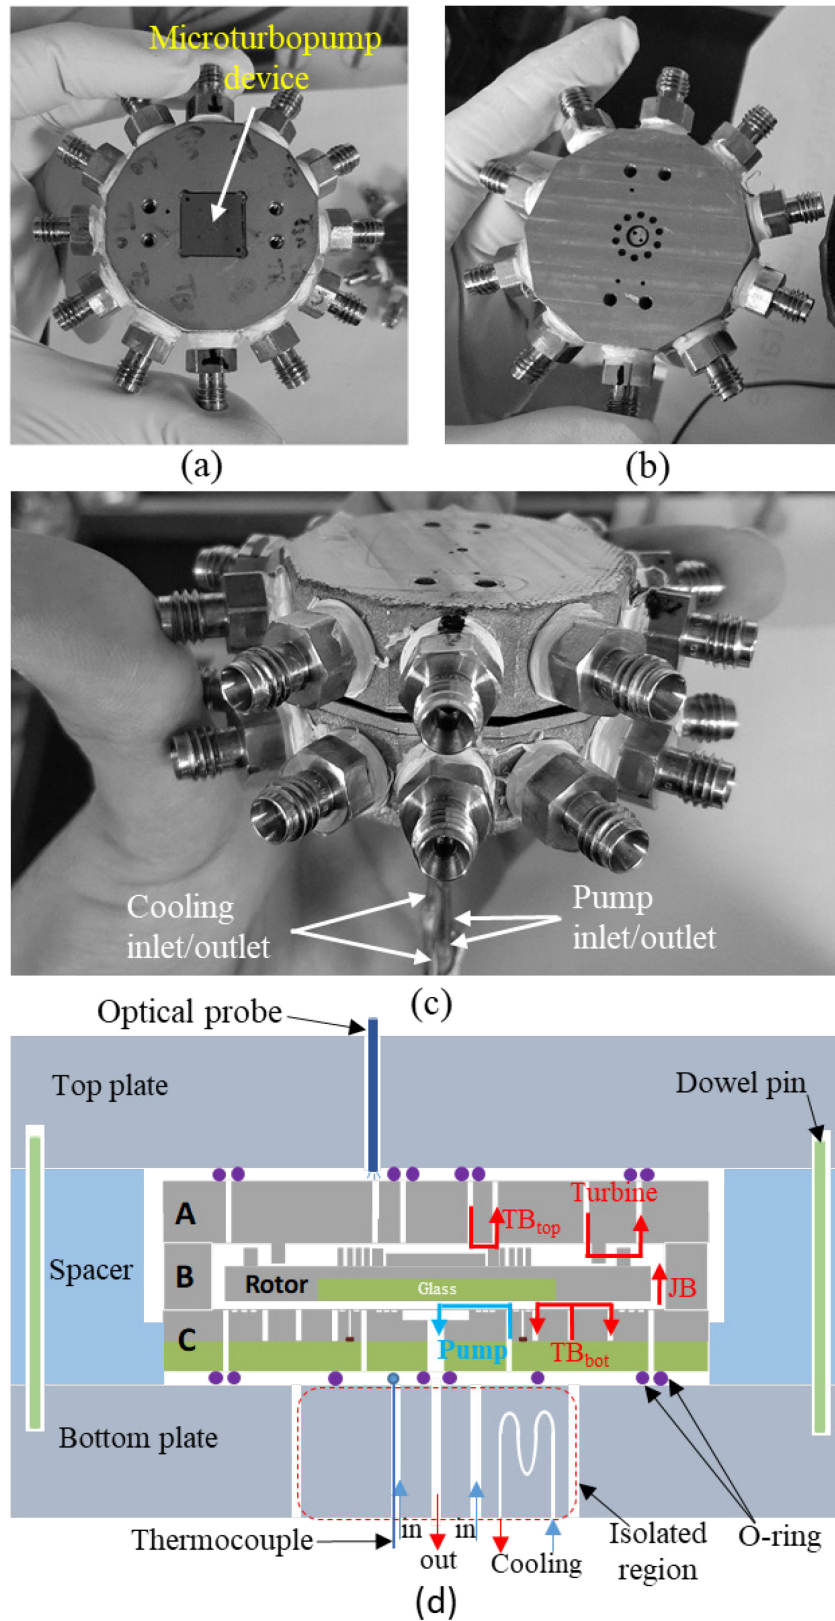 Microturbopump
device
(a)
(b)
Cooling
inlet/outlet
Pump
inlet/outlet
(c)
Optical probe
Top plate
Dowel pin
A
TBtop
Turbine
Spacer
B
Rotor
Glass
JB
C
Pump
TBbot
Bottom plate
Thermocouple
in
out
in
Cooling
Isolated
region
O-ring
(d)